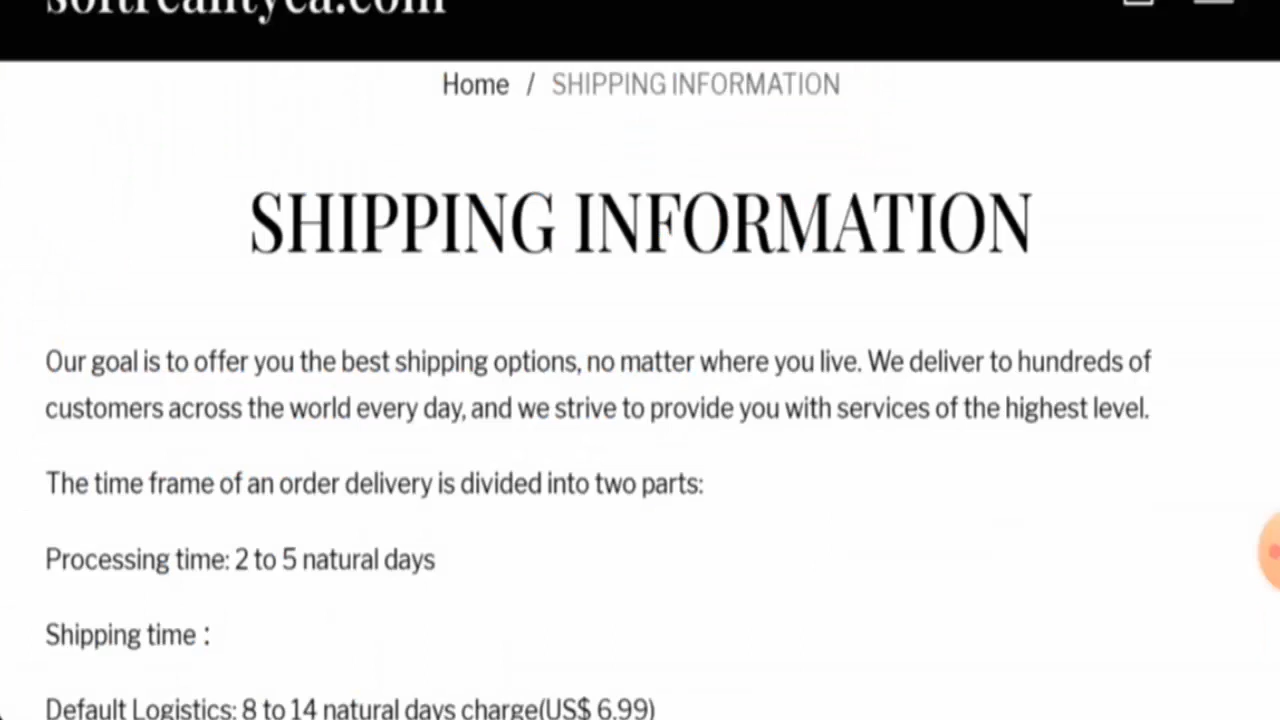 softrealityca.com
Home / SHIPPING INFORMATION
SHIPPING INFORMATION
Our goal is to offer you the best shipping options, no matter where you live. We deliver to hundreds of
customers across the world every day, and we strive to provide you with services of the highest level.
The time frame of an order delivery is divided into two parts:
Processing time: 2 to 5 natural days
Shipping time :
Default Logistics: 8 to 14 natural days charge(US$ 6.99)